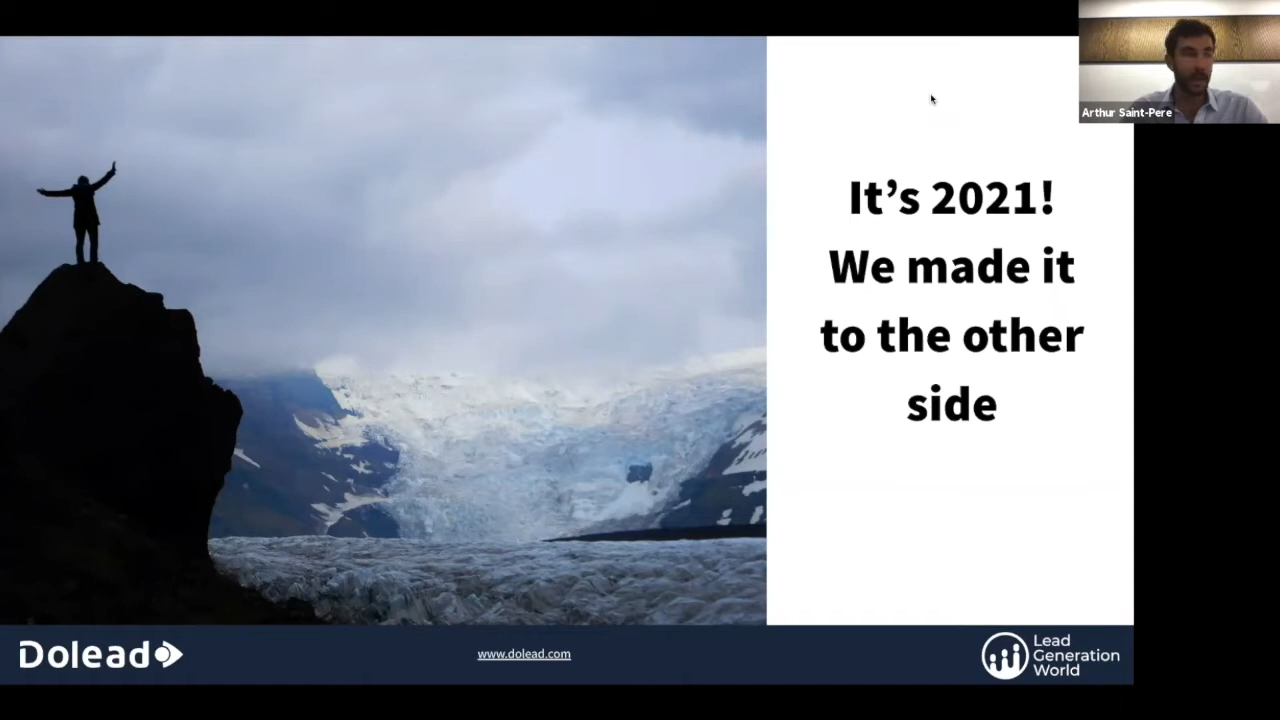 Arthur Saint-Pere
It’s 2021!
We made it
to the other
side
Dolead
www.dolead.com
Lead
Generation
World